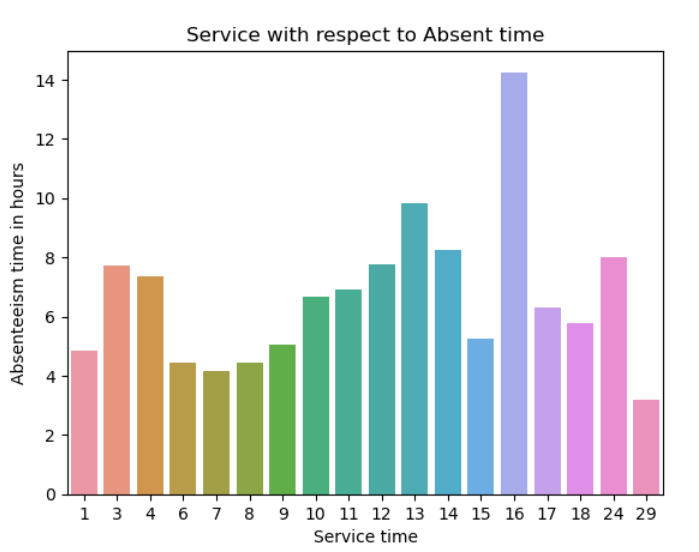 Service with respect to Absent time
Absenteeism time in hours
14
12
10
8
6
4
2
0
1 3 4 6 7 8 9 10 11 12 13 14 15 16 17 18 24 29
Service time